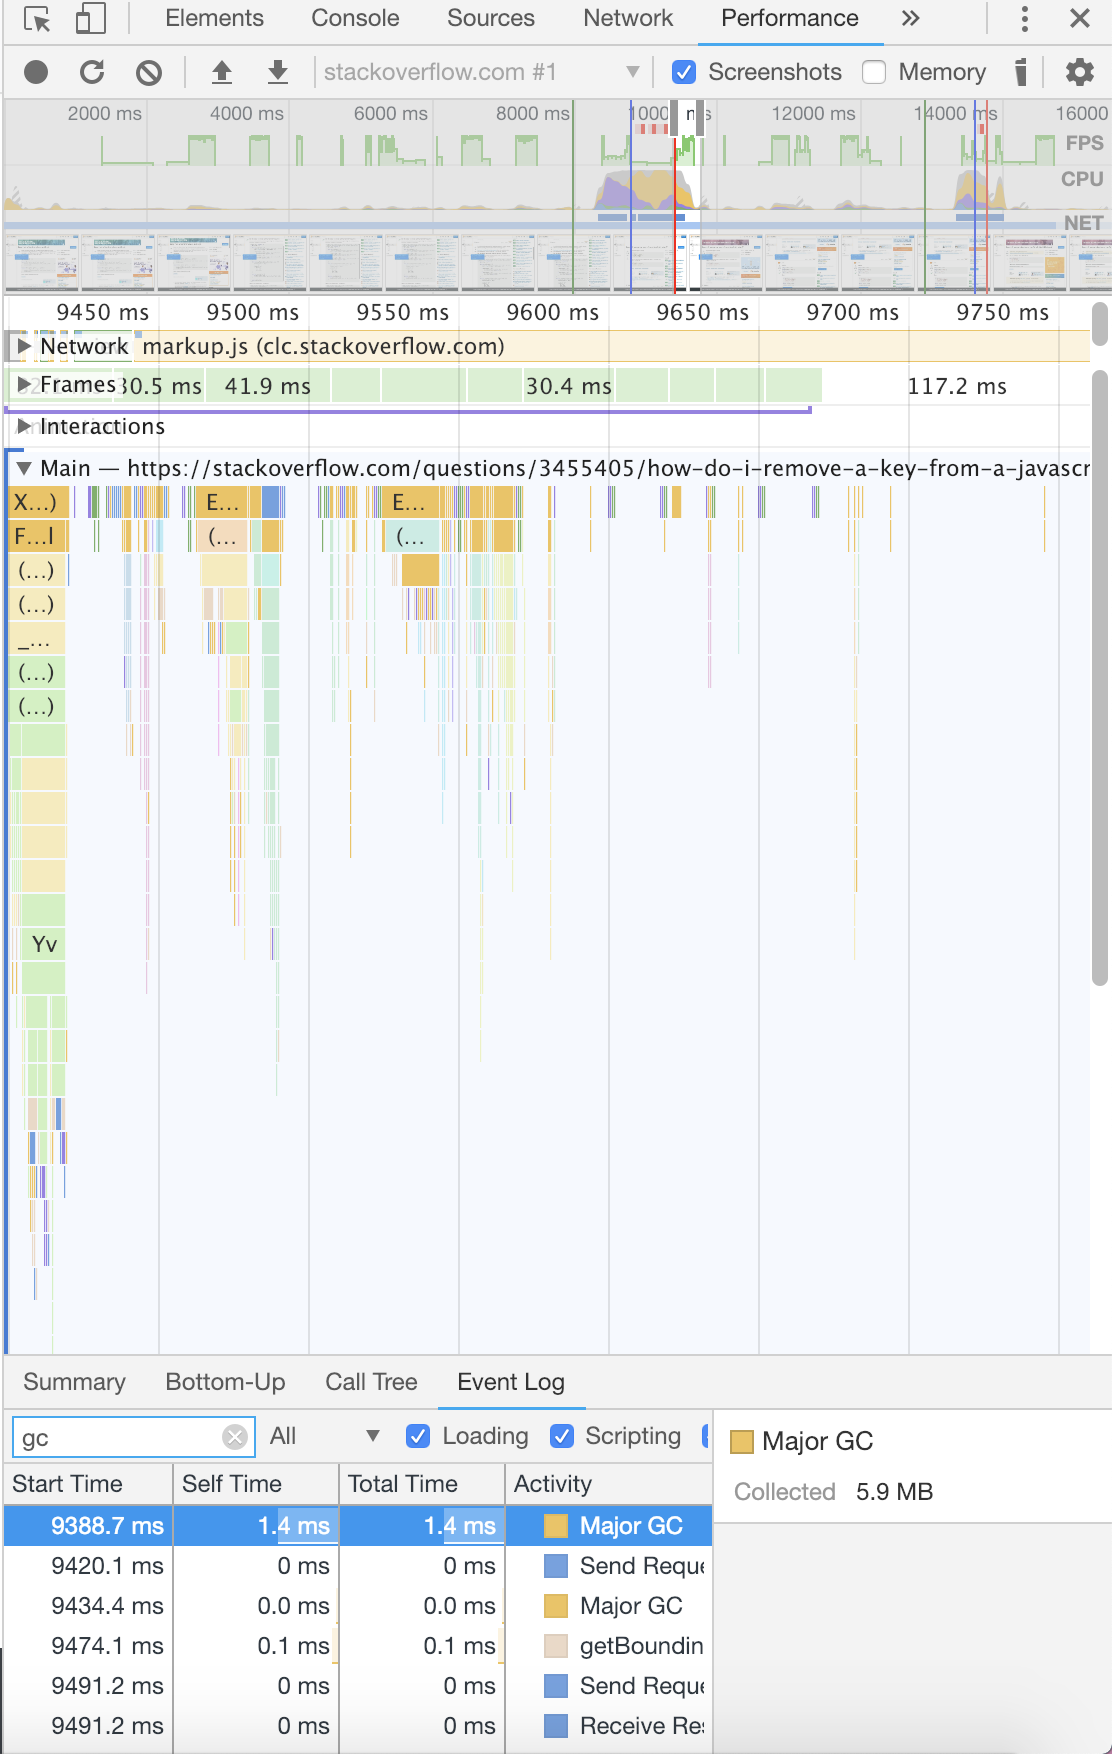 Elements Console Sources Network Performance »
stackoverflow.com #1 Screenshots Memory
2000 ms 4000 ms 6000 ms 8000 ms 12000 ms 14000 ms 16000
FPS
CPU
NET
9450 ms 9500 ms 9550 ms 9600 ms 9650 ms 9700 ms 9750 ms
Network markup.js (clc.stackoverflow.com)
Frames 30.5 ms 41.9 ms 30.4 ms 117.2 ms
Interactions
Main — https://stackoverflow.com/questions/3455405/how-do-i-remove-a-key-from-a-javascr
X...) E... E...
F...l (... (...
(...)
(...)
_...
(...)
(...)
Yv
Summary Bottom-Up Call Tree Event Log
gc All Loading Scripting
Major GC
Collected 5.9 MB
Start Time Self Time Total Time Activity
9388.7 ms 1.4 ms 1.4 ms Major GC
9420.1 ms 0 ms 0 ms Send Reque
9434.4 ms 0.0 ms 0.0 ms Major GC
9474.1 ms 0.1 ms 0.1 ms getBoundin
9491.2 ms 0 ms 0 ms Send Reque
9491.2 ms 0 ms 0 ms Receive Res